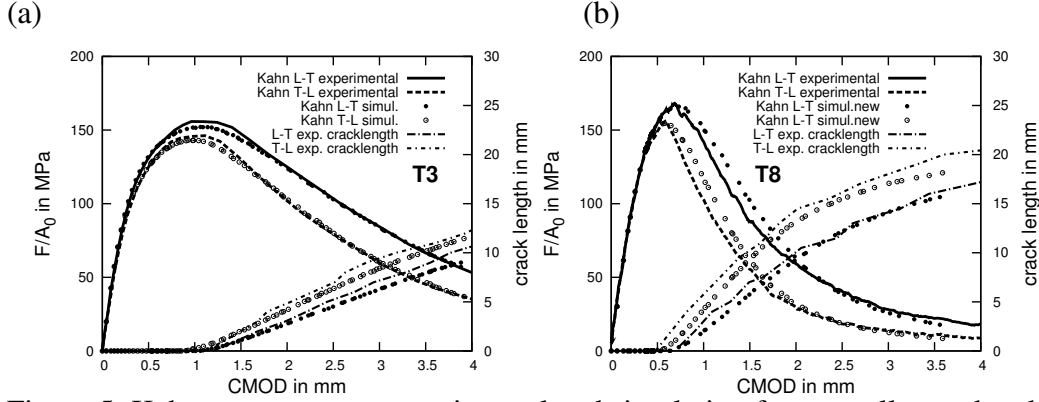 (a)
(b)
200
150
100
50
0
F/A0 in MPa
30
25
20
15
10
5
0
crack length in mm
Kahn L-T experimental
Kahn T-L experimental
Kahn L-T simul.
Kahn T-L simul.
L-T exp. cracklength
T-L exp. cracklength
T3
0 0.5 1 1.5 2 2.5 3 3.5 4
CMOD in mm
200
150
100
50
0
F/A0 in MPa
30
25
20
15
10
5
0
crack length in mm
Kahn L-T experimental
Kahn T-L experimental
Kahn L-T simul.new
Kahn T-L simul.new
L-T exp. cracklength
T-L exp. cracklength
T8
0 0.5 1 1.5 2 2.5 3 3.5 4
CMOD in mm